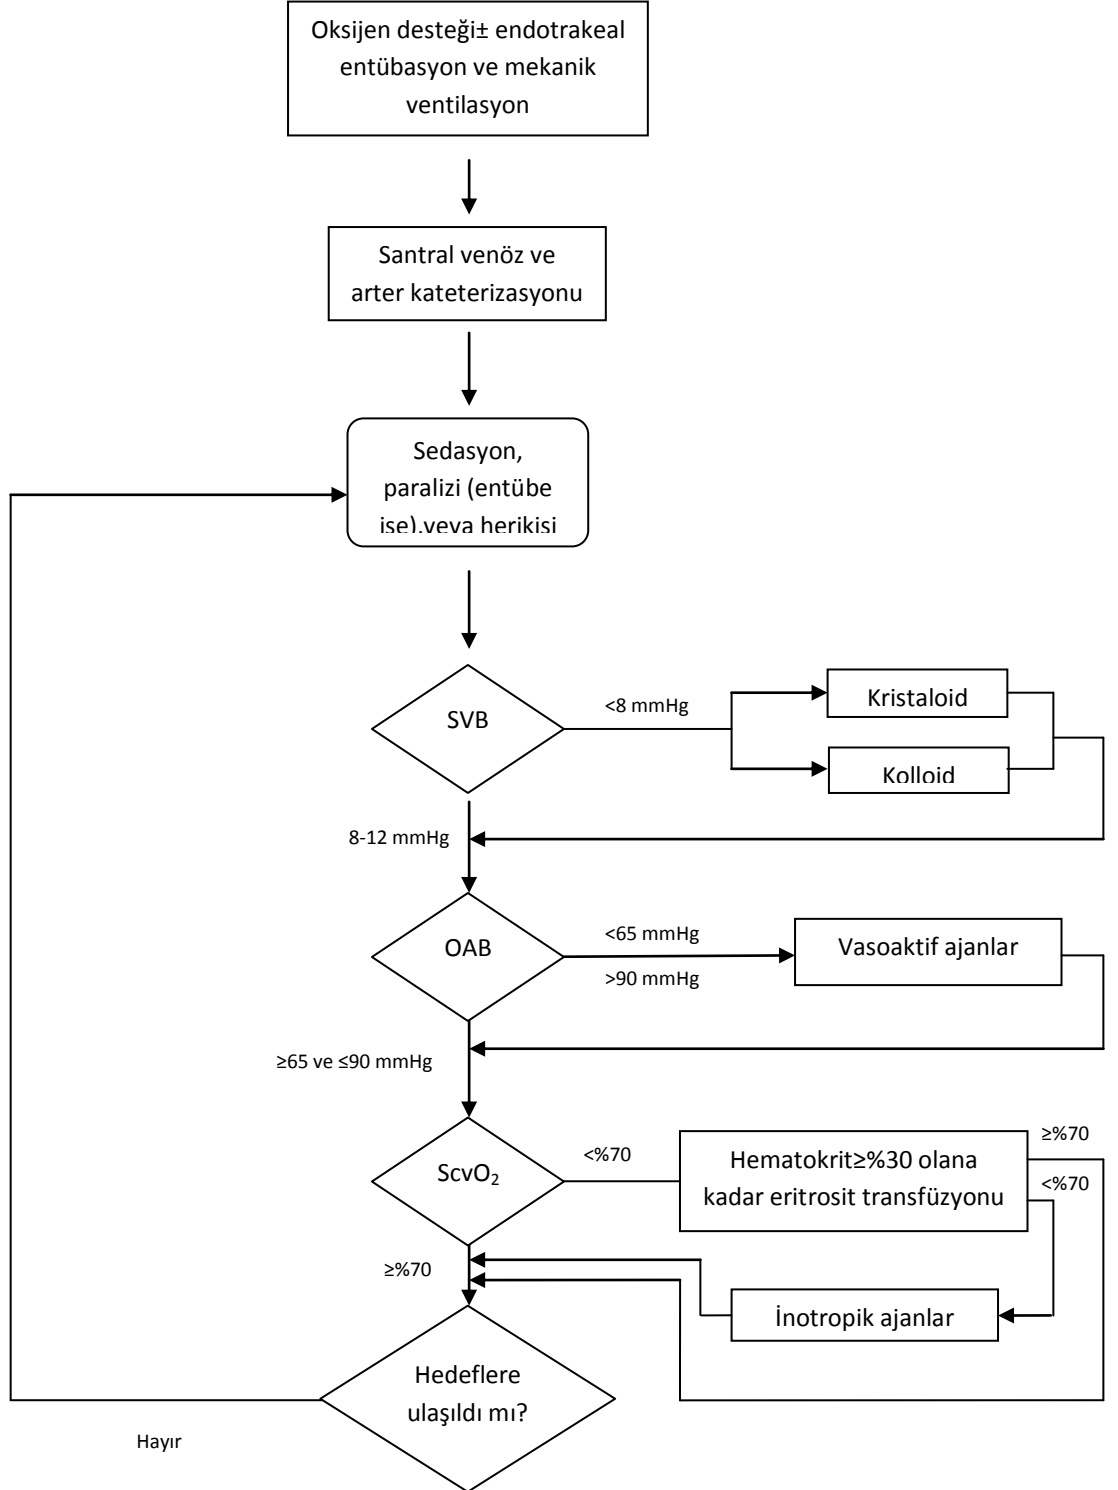 Oksijen desteği± endotrakeal
entübasyon ve mekanik
ventilasyon
Santral venöz ve
arter kateterizasyonu
Sedasyon,
paralizi (entübe
ise),veya herikisi
SVB
<8 mmHg
Kristaloid
Kolloid
8-12 mmHg
OAB
<65 mmHg
>90 mmHg
Vasoaktif ajanlar
≥65 ve ≤90 mmHg
ScvO₂
<%70
Hematokrit≥%30 olana
kadar eritrosit transfüzyonu
≥%70
<%70
≥%70
İnotropik ajanlar
Hedeflere
ulaşıldı mı?
Hayır